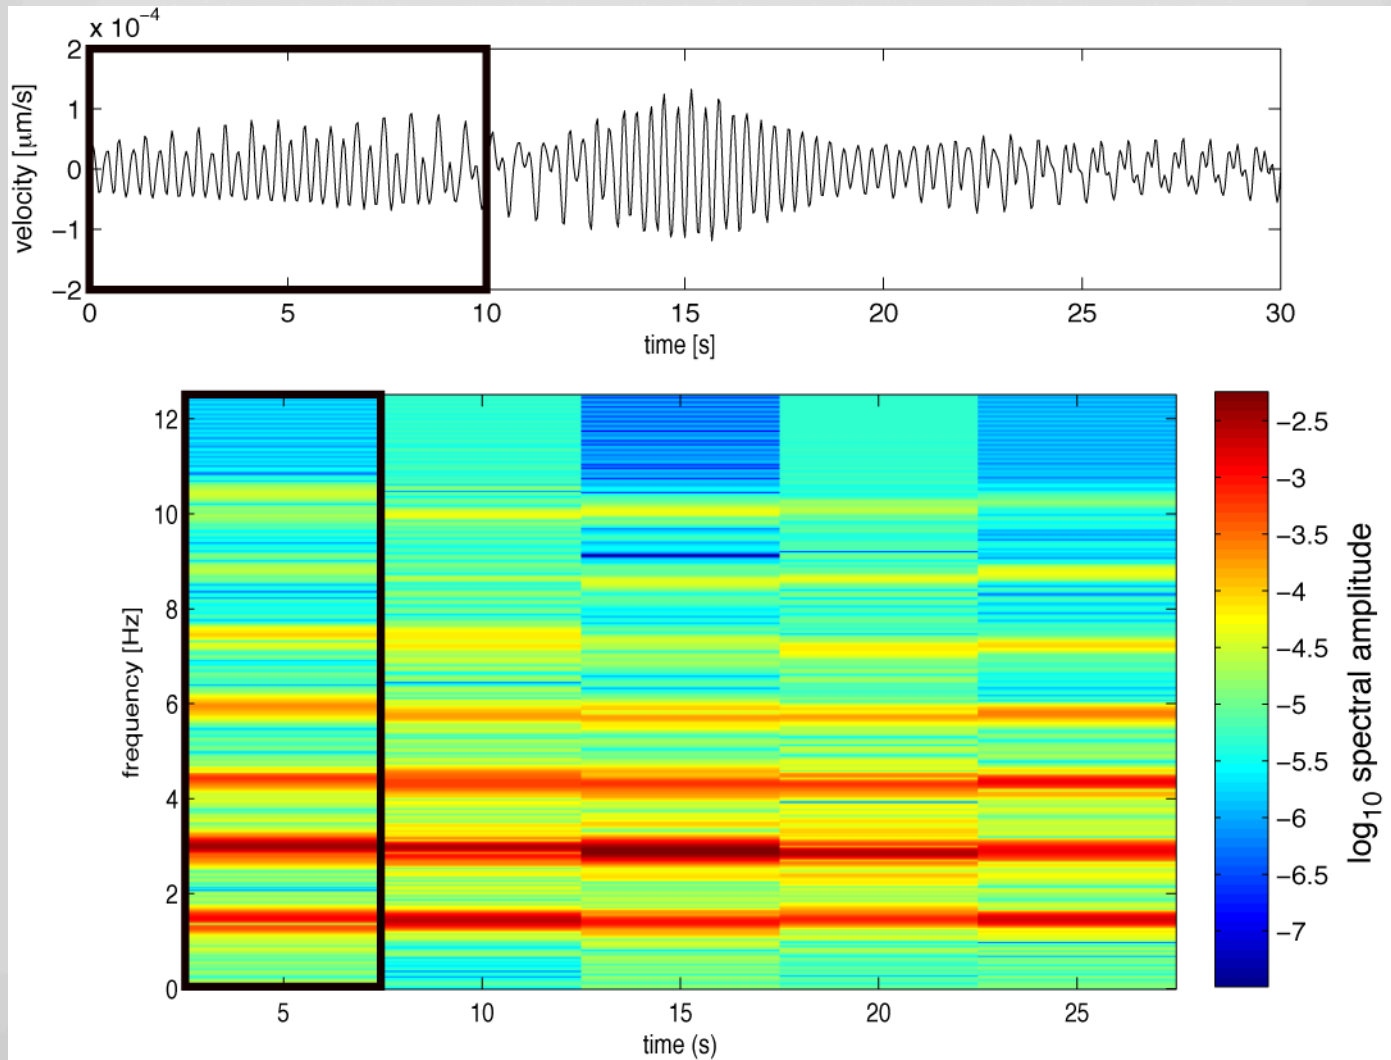 x 10⁻⁴
2
1
0
−1
−2
velocity [μm/s]
0 5 10 15 20 25 30
time [s]
12
10
8
6
4
2
0
frequency [Hz]
5 10 15 20 25
time (s)
−2.5
−3
−3.5
−4
−4.5
−5
−5.5
−6
−6.5
−7
log₁₀ spectral amplitude